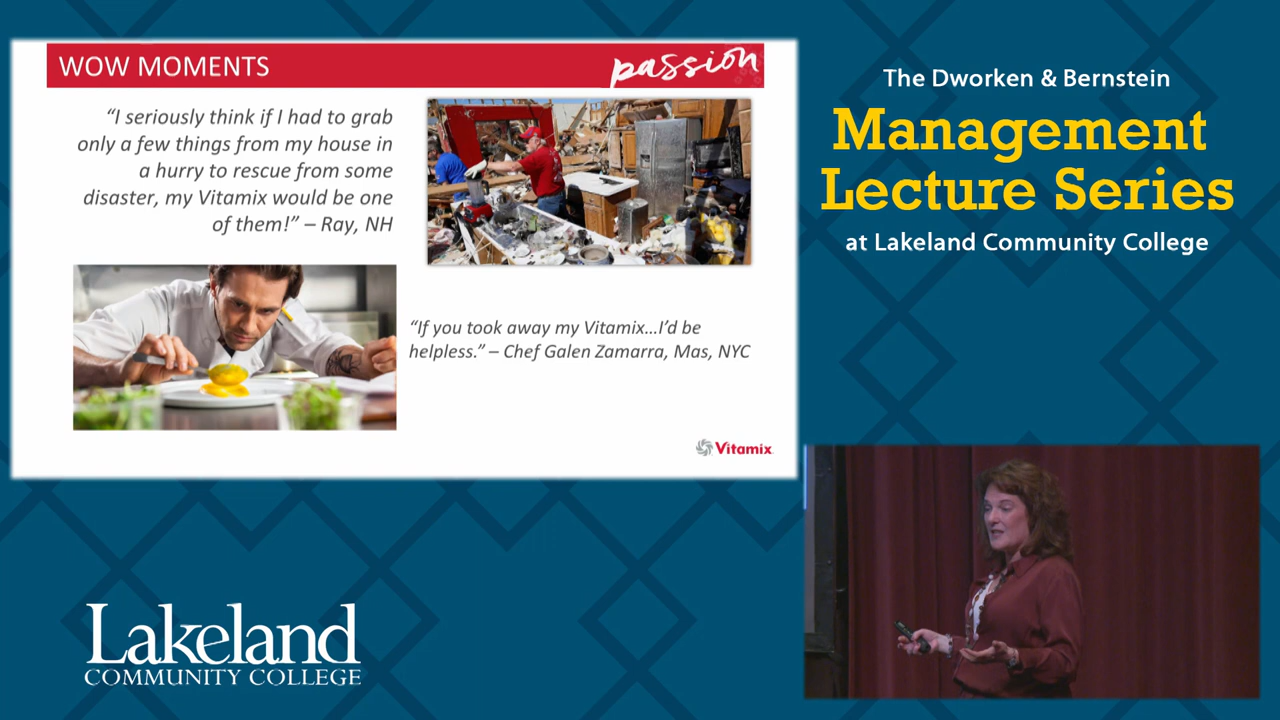 WOW MOMENTS
passion
“I seriously think if I had to grab
only a few things from my house in
a hurry to rescue from some
disaster, my Vitamix would be one
of them!” – Ray, NH
“If you took away my Vitamix…I’d be
helpless.” – Chef Galen Zamarra, Mas, NYC
Vitamix
The Dworken & Bernstein
Management
Lecture Series
at Lakeland Community College
Lakeland
COMMUNITY COLLEGE